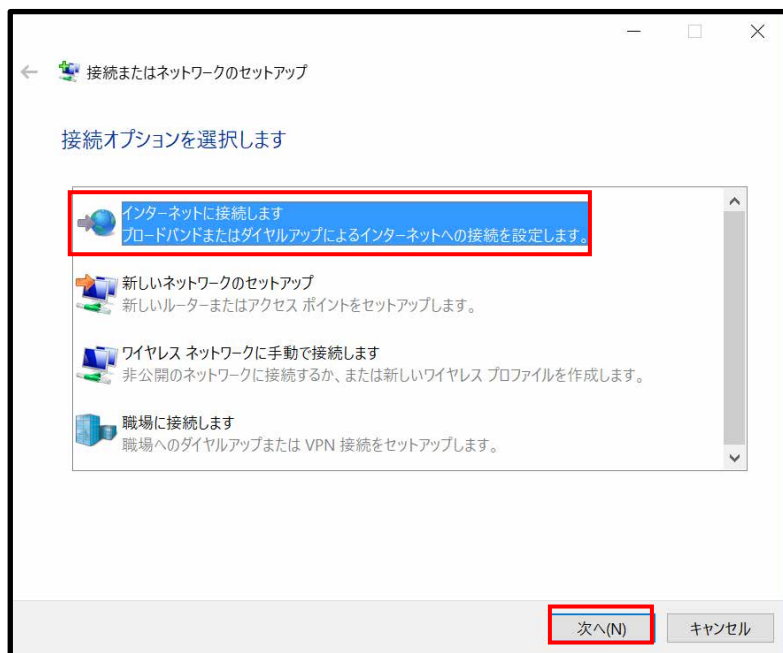 接続またはネットワークのセットアップ
接続オプションを選択します
インターネットに接続します
ブロードバンドまたはダイヤルアップによるインターネットへの接続を設定します。
新しいネットワークのセットアップ
新しいルーターまたはアクセス ポイントをセットアップします。
ワイヤレス ネットワークに手動で接続します
非公開のネットワークに接続するか、または新しいワイヤレス プロファイルを作成します。
職場に接続します
職場へのダイヤルアップまたは VPN 接続をセットアップします。
次へ(N) キャンセル